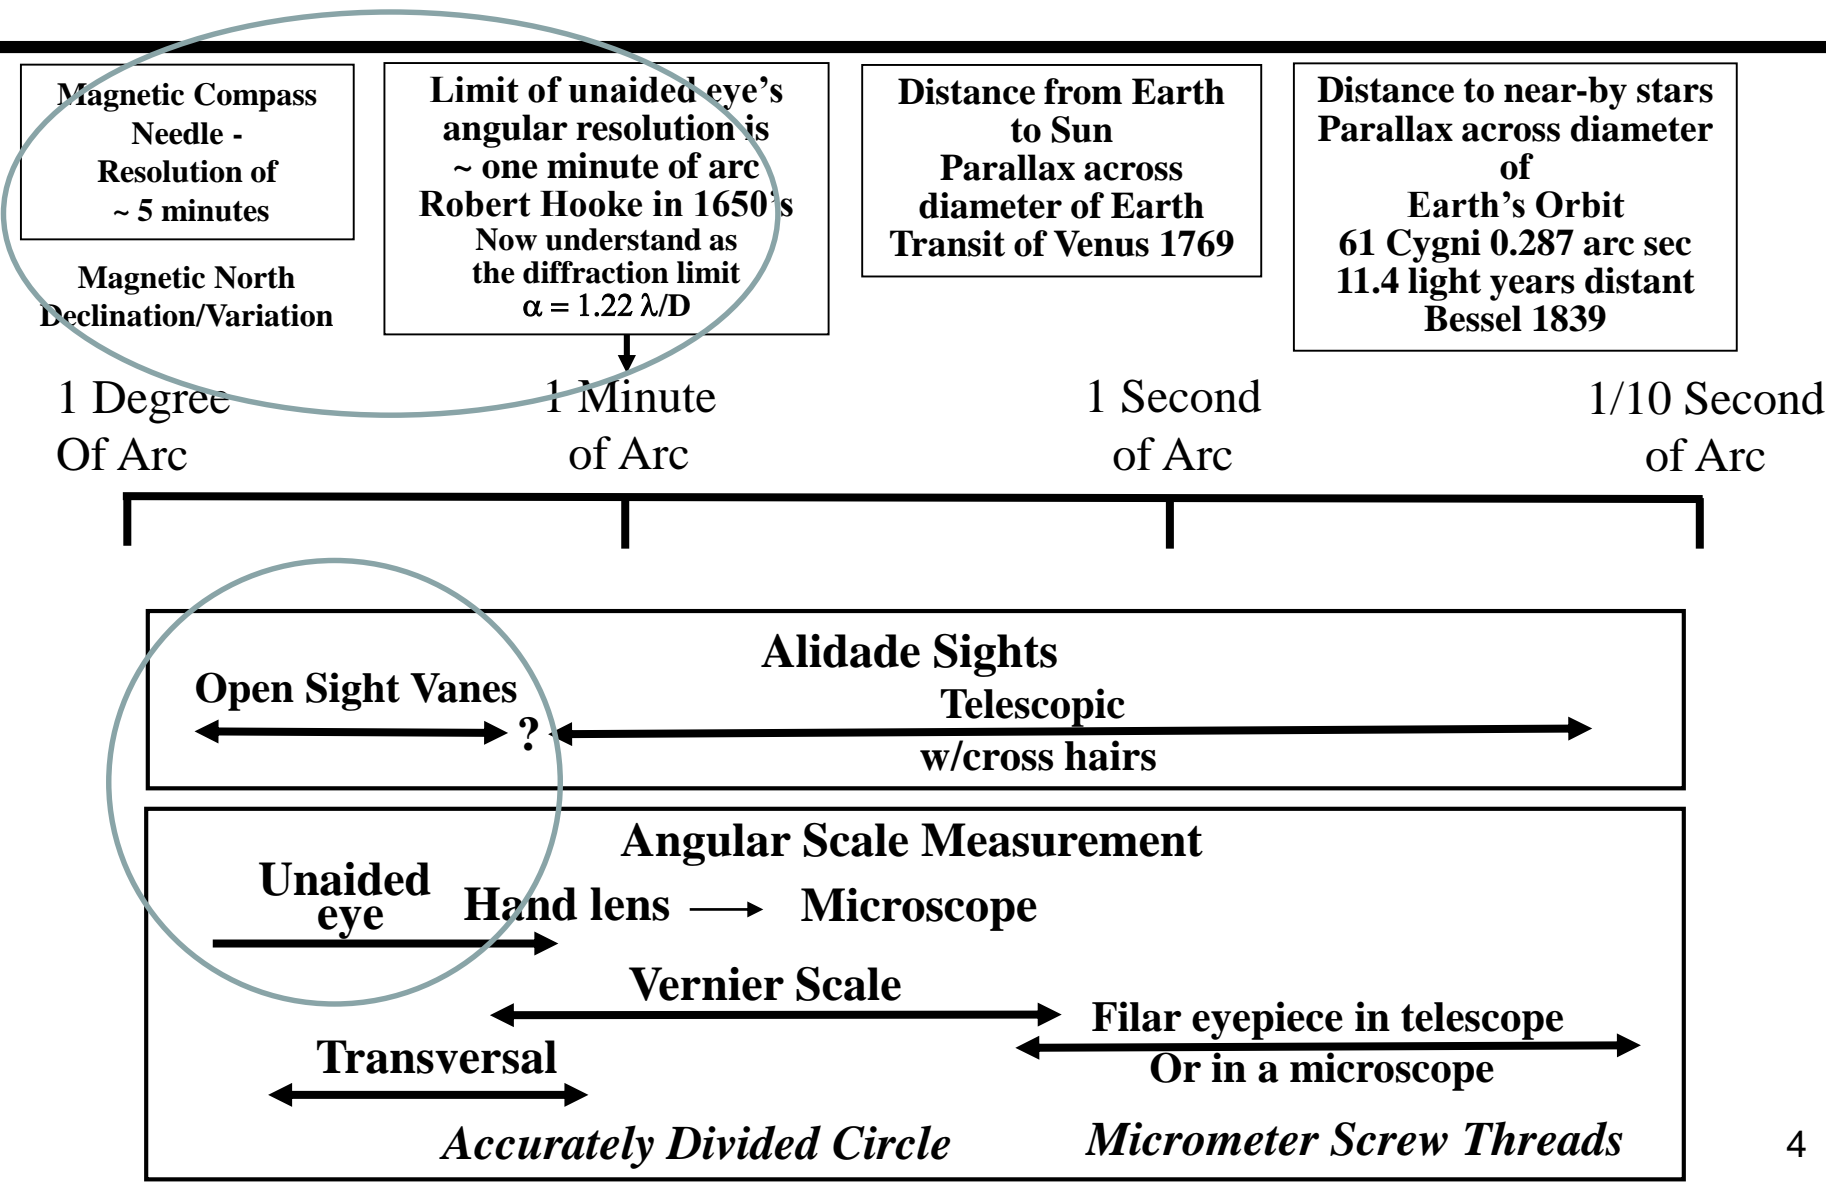 Magnetic Compass
Needle -
Resolution of
~ 5 minutes
Magnetic North
Declination/Variation
Limit of unaided eye's
angular resolution is
~ one minute of arc
Robert Hooke in 1650's
Now understand as
the diffraction limit
α = 1.22 λ/D
Distance from Earth
to Sun
Parallax across
diameter of Earth
Transit of Venus 1769
Distance to near-by stars
Parallax across diameter
of
Earth's Orbit
61 Cygni 0.287 arc sec
11.4 light years distant
Bessel 1839
1 Degree
Of Arc
1 Minute
of Arc
1 Second
of Arc
1/10 Second
of Arc
Alidade Sights
Open Sight Vanes
?
Telescopic
w/cross hairs
Angular Scale Measurement
Unaided
eye
Hand lens
Microscope
Vernier Scale
Filar eyepiece in telescope
Or in a microscope
Transversal
Accurately Divided Circle
Micrometer Screw Threads
4